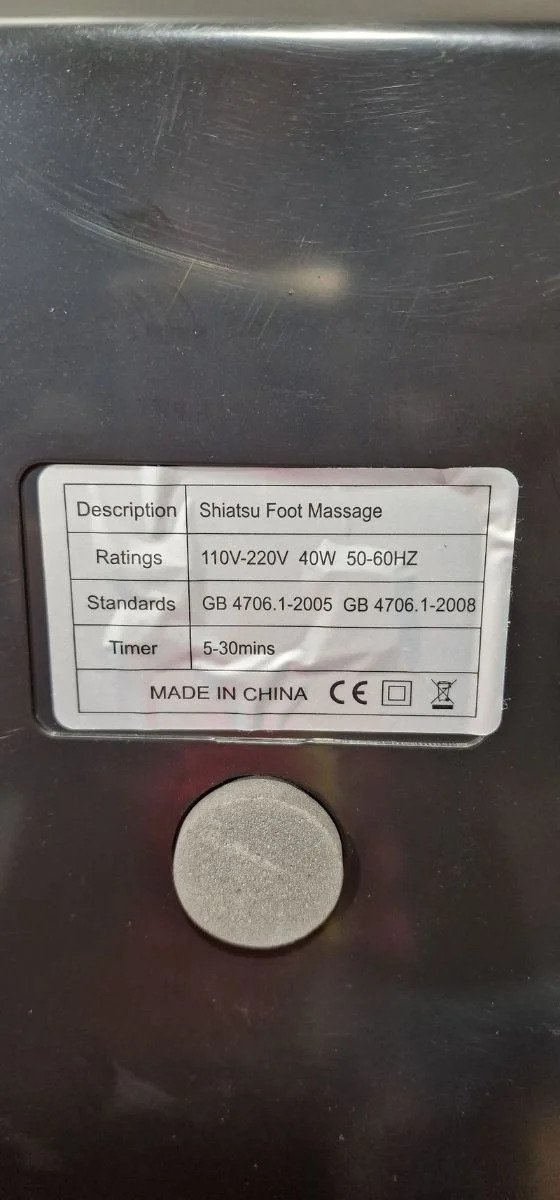 Description Shiatsu Foot Massage
Ratings 110V-220V 40W 50-60HZ
Standards GB 4706.1-2005 GB 4706.1-2008
Timer 5-30mins
MADE IN CHINA CE